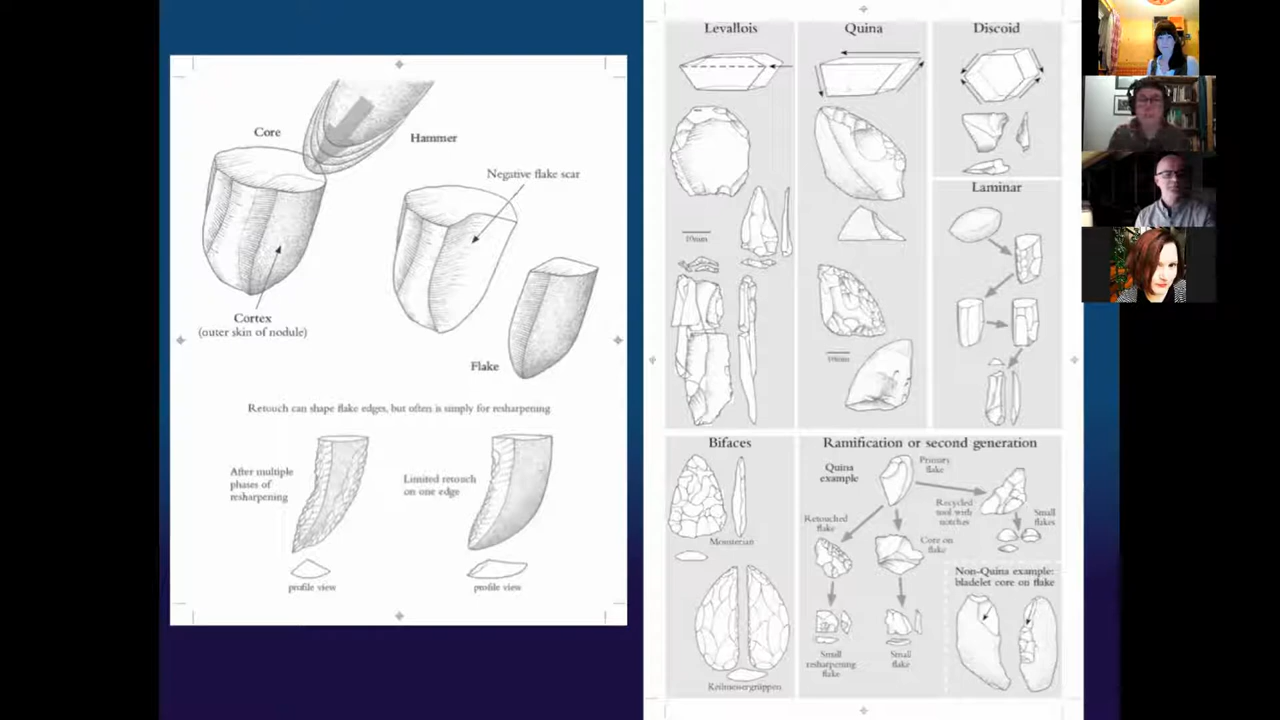 Core
Hammer
Negative flake scar
Cortex
(outer skin of nodule)
Flake
Retouch can shape flake edges, but often is simply for resharpening
After multiple
phases of
resharpening
Limited retouch
on one edge
profile view
profile view
Levallois
10mm
Quina
10mm
Discoid
Laminar
Bifaces
Mousterian
Keilmessergruppen
Ramification or second generation
Quina
example
Primary
flake
Recycled
tool with
notches
Small
flakes
Retouched
flake
Core on
flake
Small
resharpening
flake
Small
flake
Non-Quina example:
bladelet core on flake